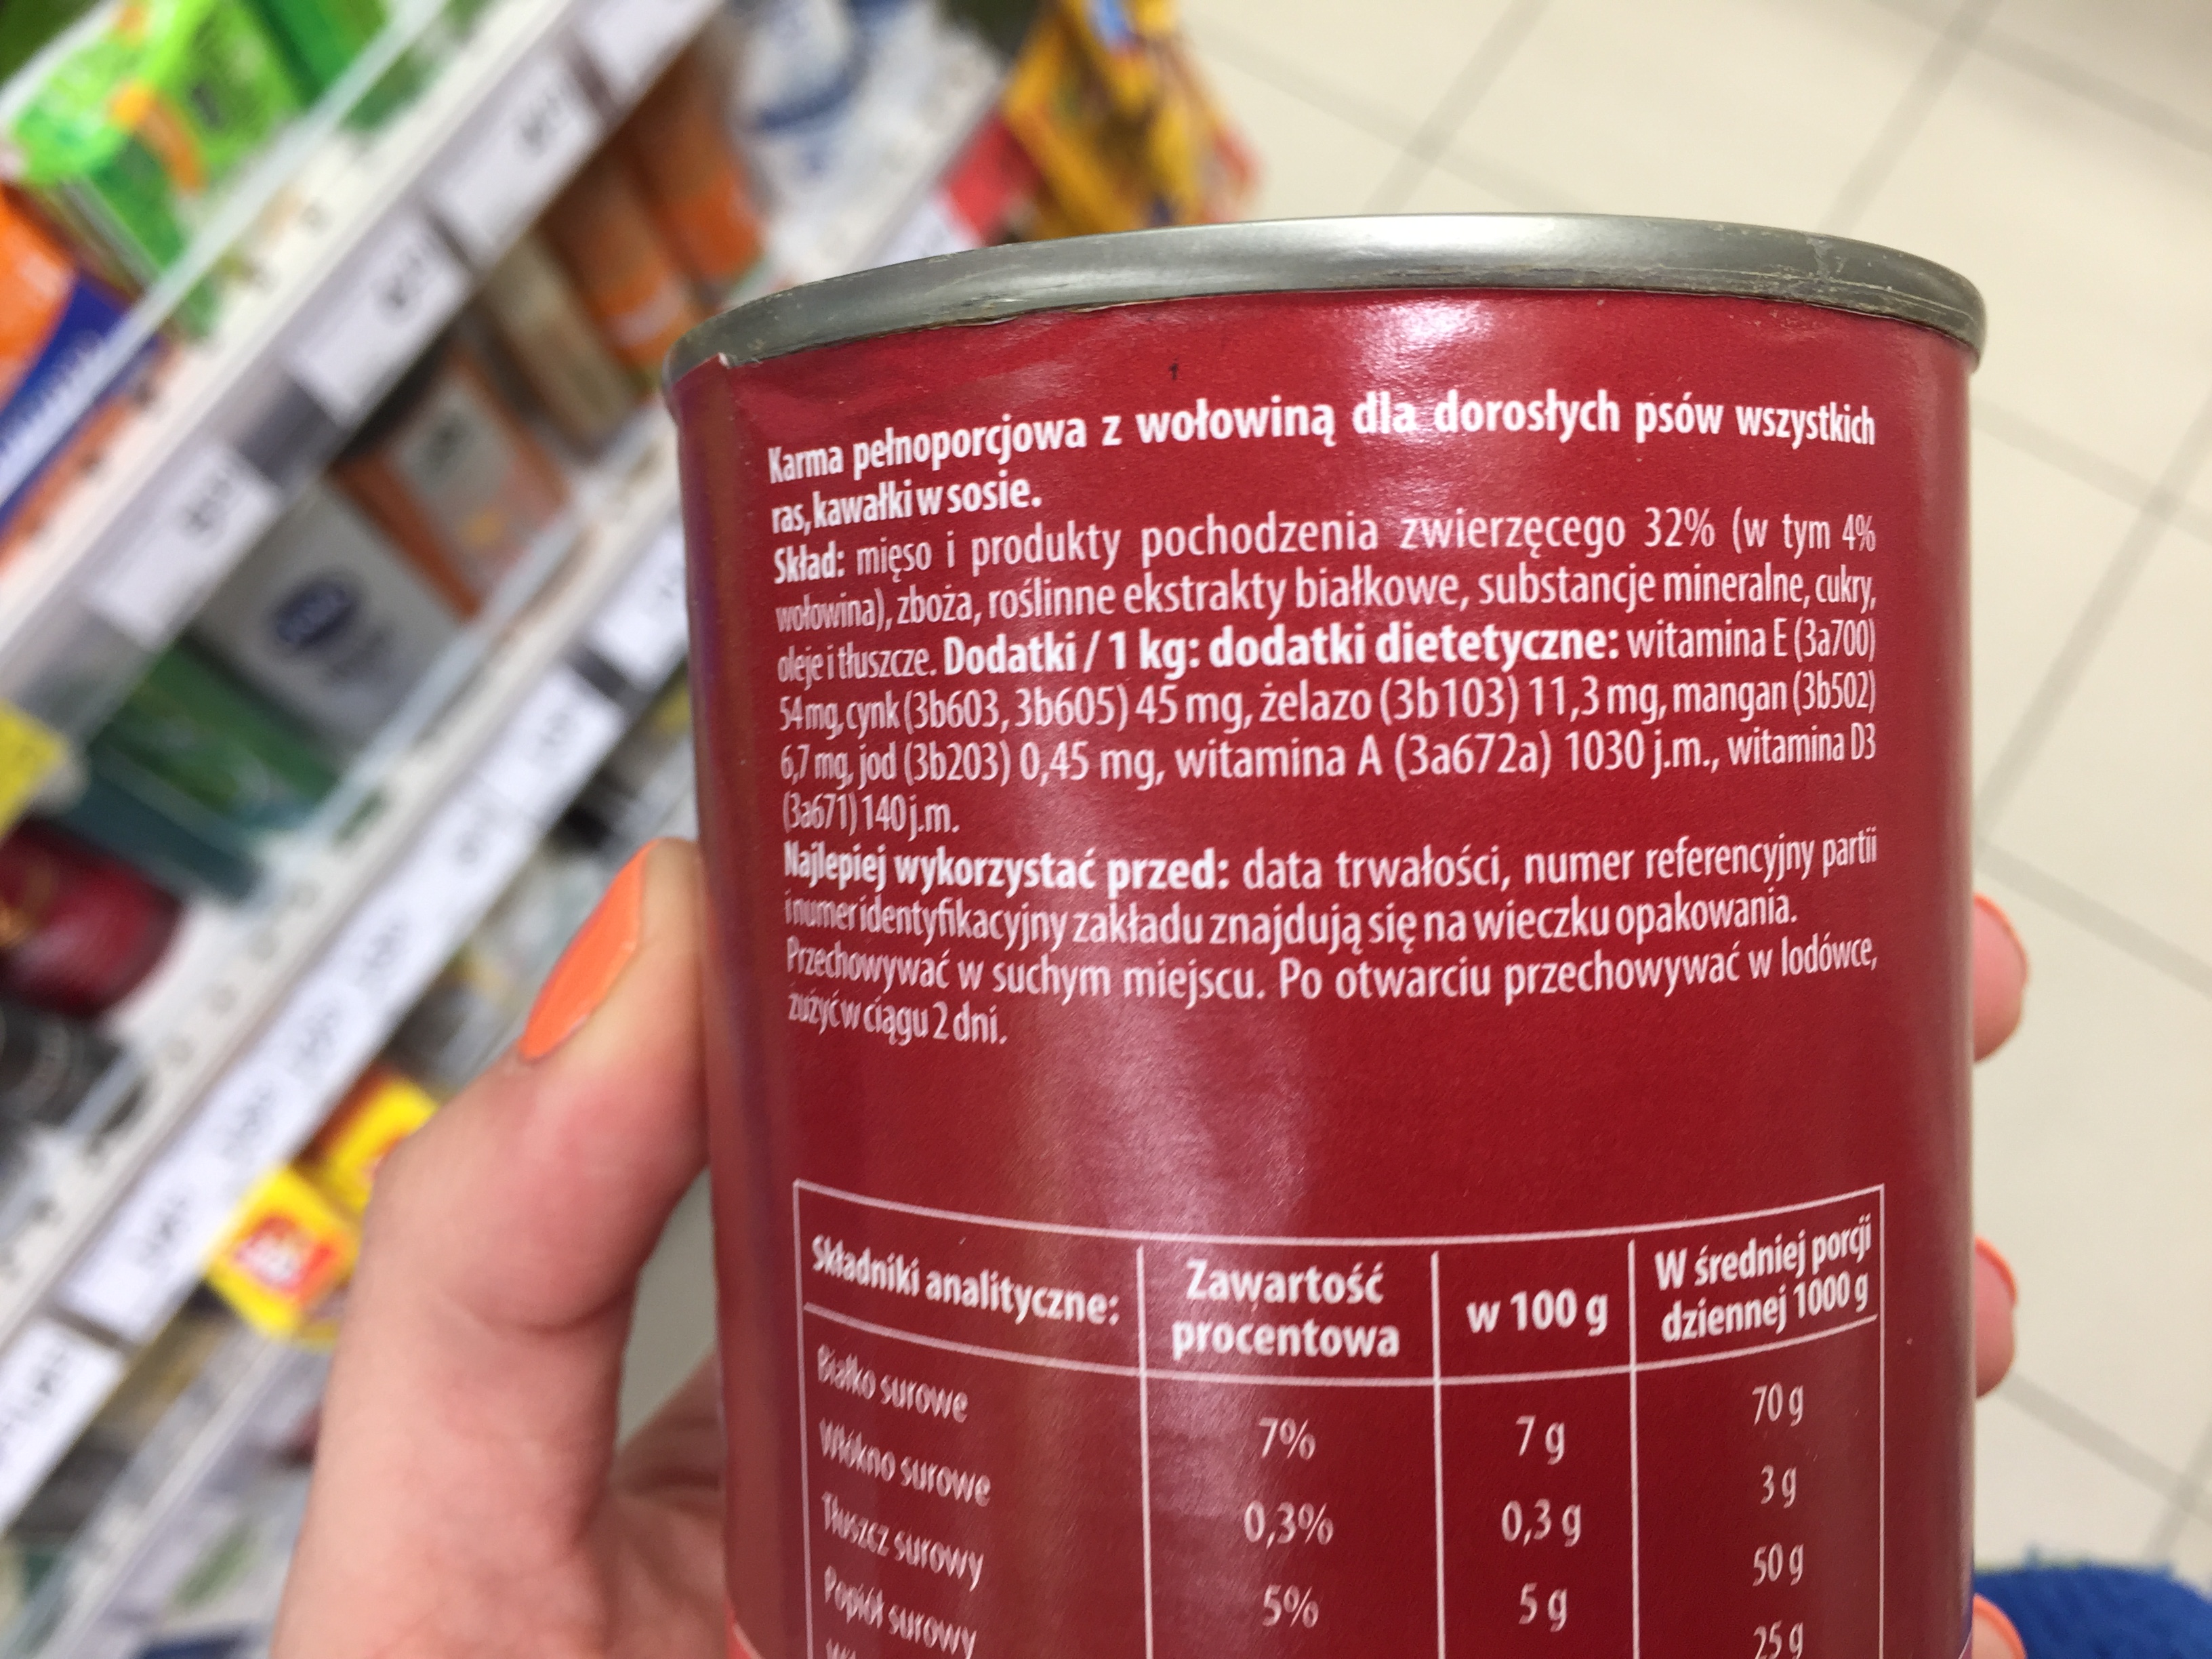 Karma pełnoporcjowa z wołowiną dla dorosłych psów wszystkich
ras, kawałki w sosie.
Skład: mięso i produkty pochodzenia zwierzęcego 32% (w tym 4%
wołowina), zboża, roślinne ekstrakty białkowe, substancje mineralne, cukry,
oleje i tłuszcze. Dodatki / 1 kg: dodatki dietetyczne: witamina E (3a700)
54 mg, cynk (3b603, 3b605) 45 mg, żelazo (3b103) 11,3 mg, mangan (3b502)
67 mg, jod (3b203) 0,45 mg, witamina A (3a672a) 1030 j.m., witamina D3
(3a671) 140 j.m.
Najlepiej wykorzystać przed: data trwałości, numer referencyjny partii
i numer identyfikacyjny zakładu znajdują się na wieczku opakowania.
Przechowywać w suchym miejscu. Po otwarciu przechowywać w lodówce,
zużyć w ciągu 2 dni.
Składniki analityczne: Zawartość procentowa w 100 g W średniej porcji dziennej 1000 g
Białko surowe 7% 7 g 70 g
Włókno surowe 0,3% 0,3 g 3 g
Tłuszcz surowy 5% 5 g 50 g
Popiół surowy 25 g